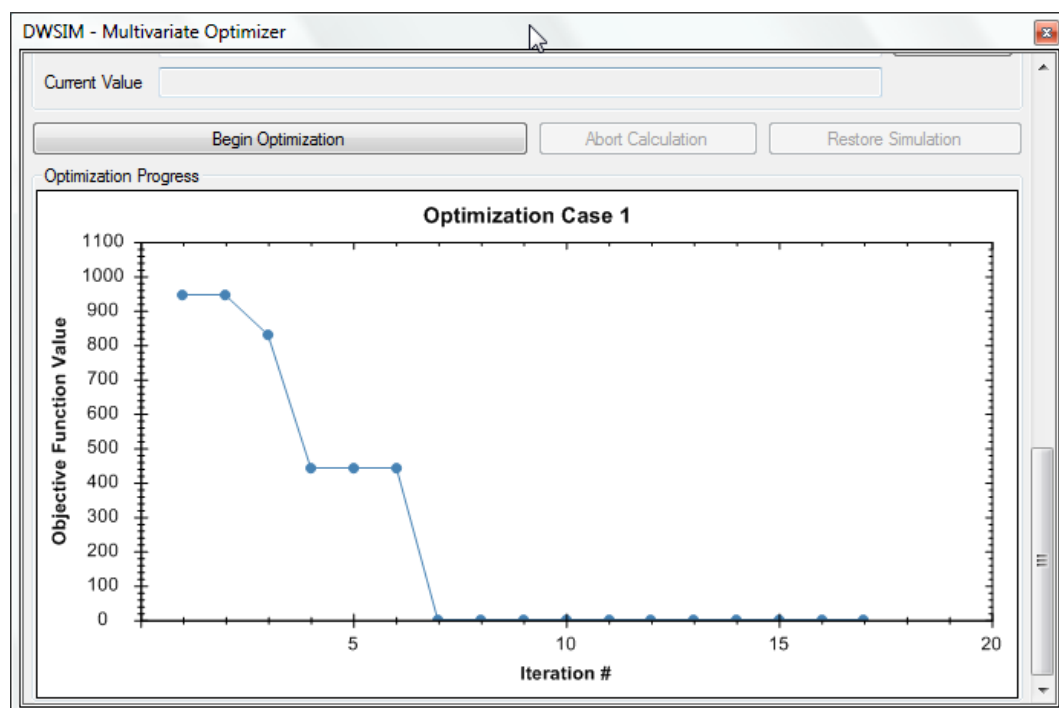 DWSIM - Multivariate Optimizer
Current Value
Begin Optimization
Abort Calculation
Restore Simulation
Optimization Progress
Optimization Case 1
Objective Function Value
1100
1000
900
800
700
600
500
400
300
200
100
0
5
10
15
20
Iteration #